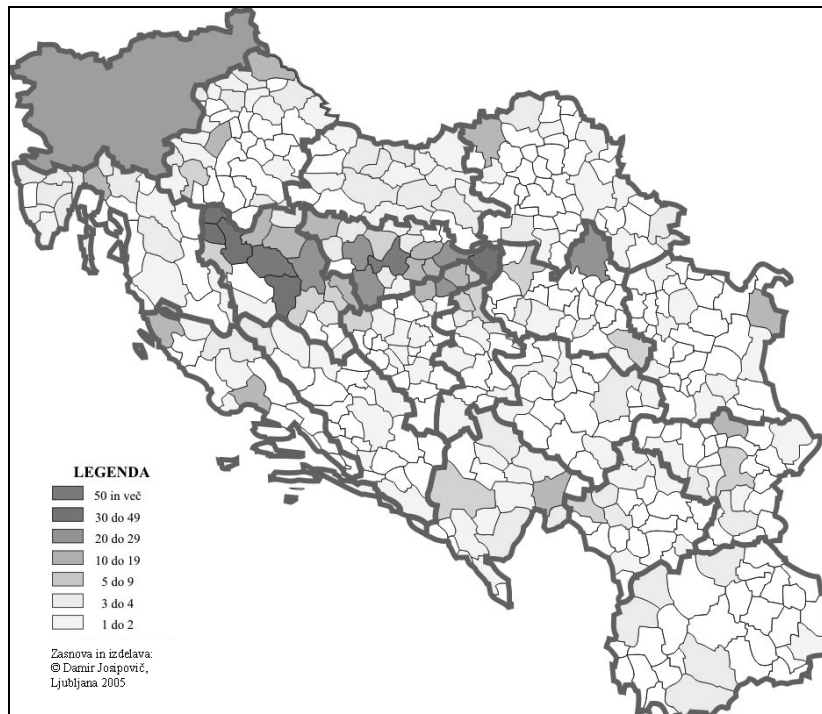 LEGENDA
50 in več
30 do 49
20 do 29
10 do 19
5 do 9
3 do 4
1 do 2
Zasnova in izdelava:
© Damir Josipovič,
Ljubljana 2005